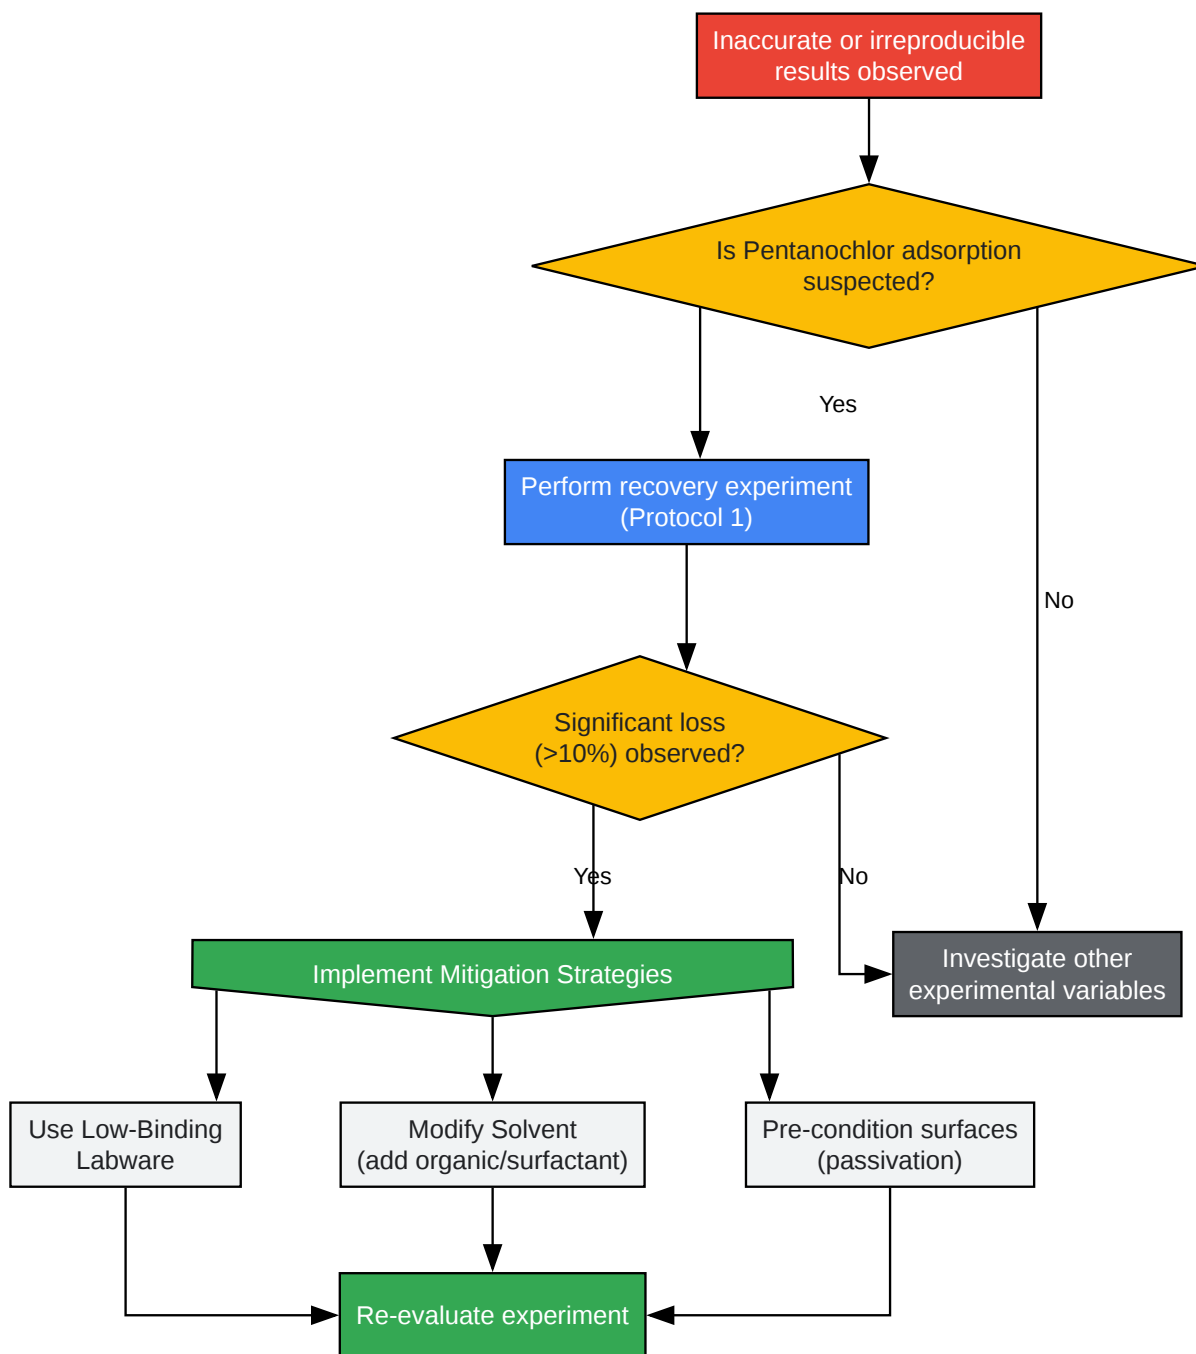 Inaccurate or irreproducible
results observed
Is Pentanochlor adsorption
suspected?
Yes
Perform recovery experiment
(Protocol 1)
No
Significant loss
(>10%) observed?
Yes
No
Implement Mitigation Strategies
Investigate other
experimental variables
Use Low-Binding
Labware
Modify Solvent
(add organic/surfactant)
Pre-condition surfaces
(passivation)
Re-evaluate experiment